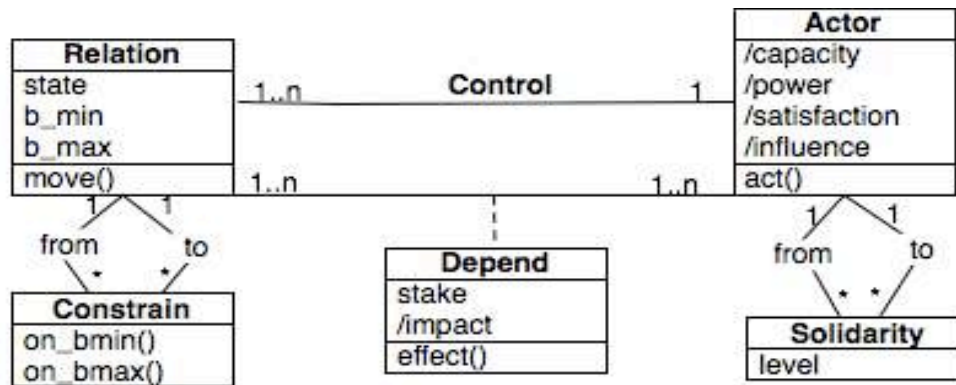 Relation
state
b_min
b_max
move()
1..n
Control
1
Actor
/capacity
/power
/satisfaction
/influence
act()
1..n
1..n
1
1
from
to
*
*
Constrain
on_bmin()
on_bmax()
Depend
stake
/impact
effect()
1
1
from
to
*
*
Solidarity
level